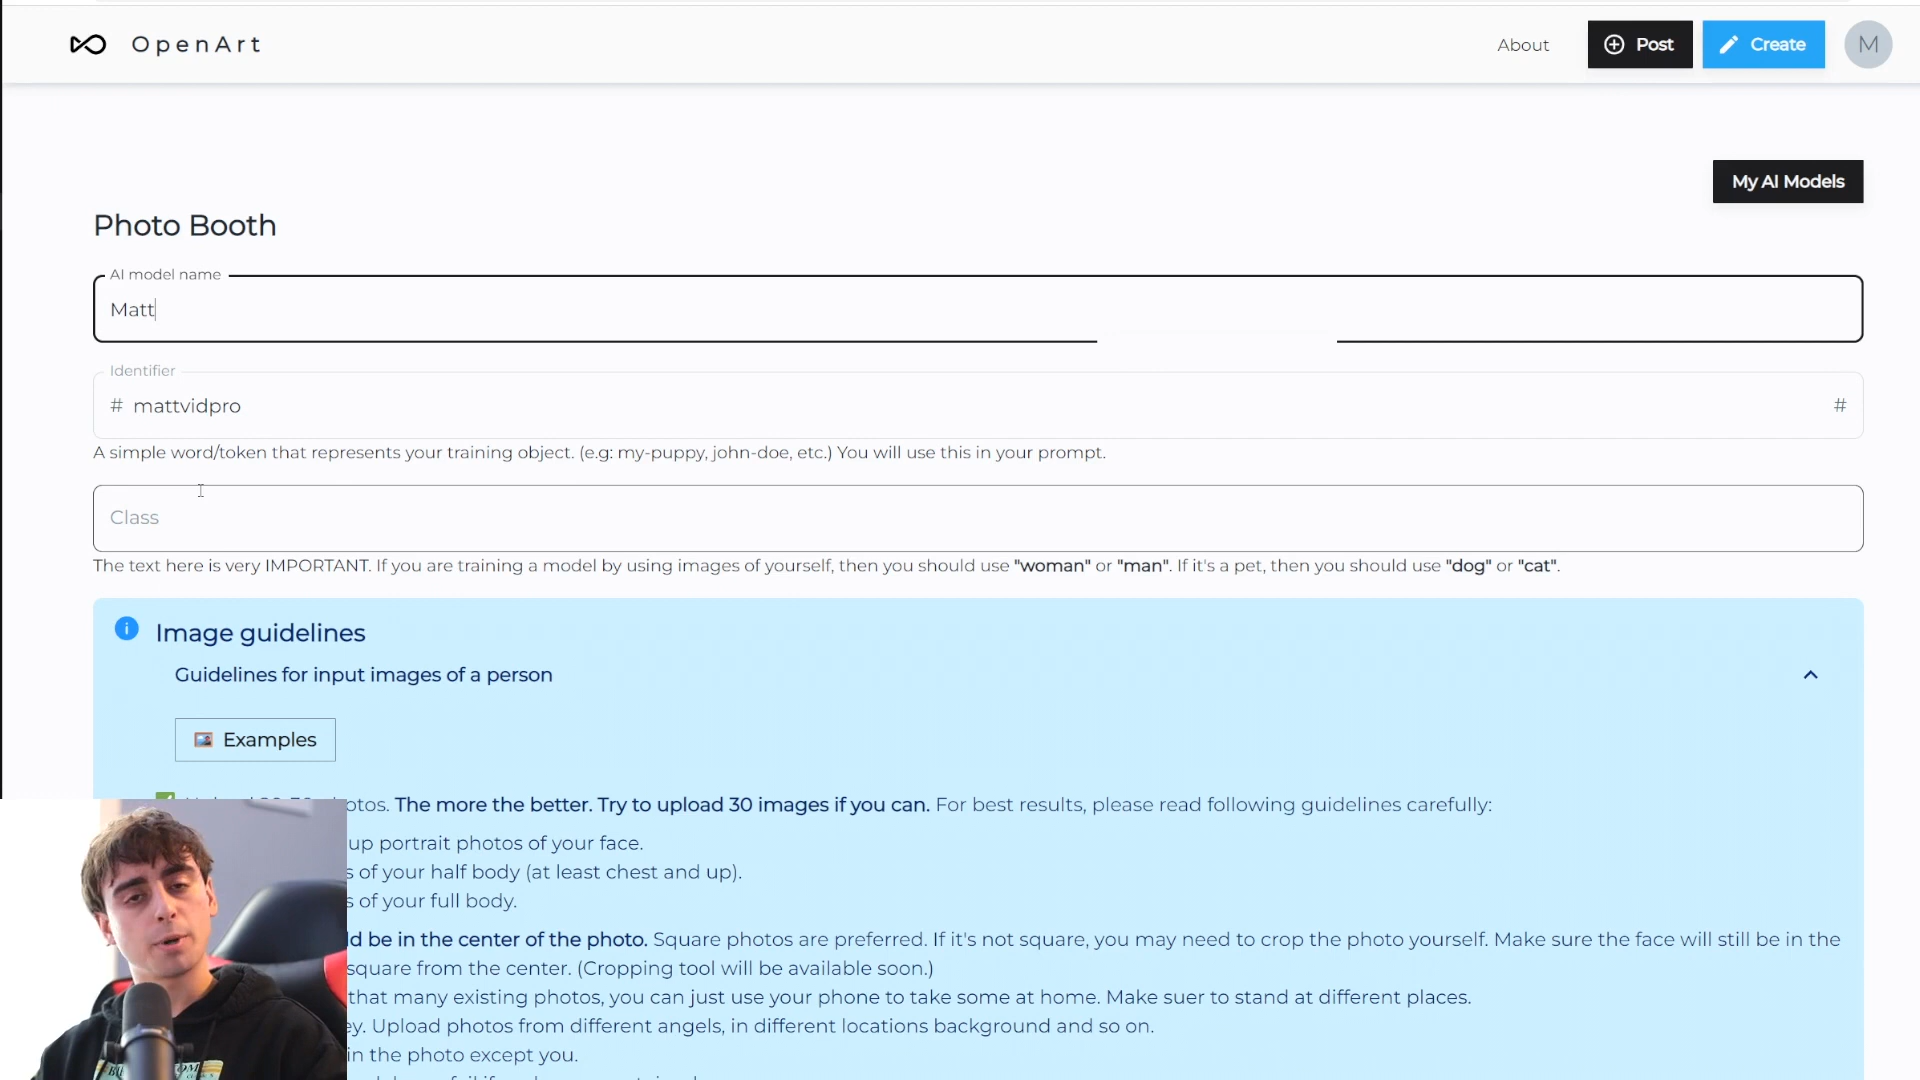 OpenArt
About
Post
Create
M
My AI Models
Photo Booth
AI model name
Matt
Identifier
# mattvidpro #
A simple word/token that represents your training object. (e.g: my-puppy, john-doe, etc.) You will use this in your prompt.
Class
The text here is very IMPORTANT. If you are training a model by using images of yourself, then you should use "woman" or "man". If it's a pet, then you should use "dog" or "cat".
Image guidelines
Guidelines for input images of a person
Examples
The more the better. Try to upload 30 images if you can. For best results, please read following guidelines carefully:
up portrait photos of your face.
of your half body (at least chest and up).
of your full body.
be in the center of the photo. Square photos are preferred. If it's not square, you may need to crop the photo yourself. Make sure the face will still be in the
square from the center. (Cropping tool will be available soon.)
that many existing photos, you can just use your phone to take some at home. Make suer to stand at different places.
Upload photos from different angels, in different locations background and so on.
in the photo except you.